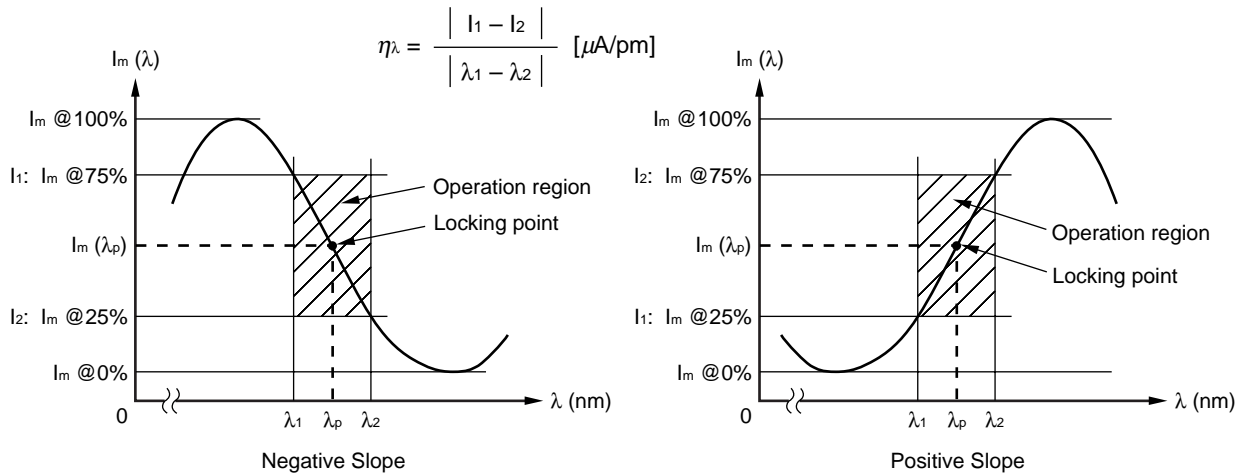 ηλ = | I1 – I2 | / | λ1 – λ2 | [μA/pm]
Im (λ)
Im @100%
I1: Im @75%
Im (λp)
I2: Im @25%
Im @0%
0
λ1 λp λ2
λ (nm)
Operation region
Locking point
Negative Slope
Im (λ)
Im @100%
I2: Im @75%
Im (λp)
I1: Im @25%
Im @0%
0
λ1 λp λ2
λ (nm)
Operation region
Locking point
Positive Slope